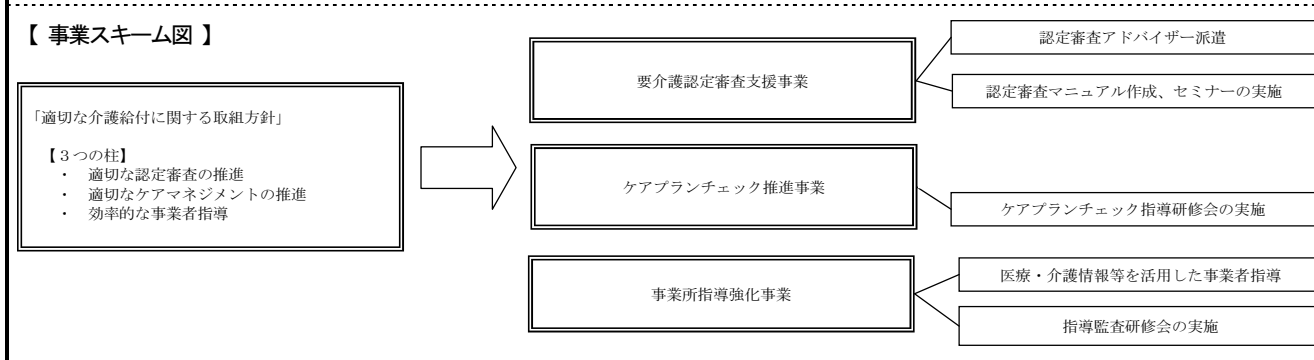 【 事業スキーム図 】
「適切な介護給付に関する取組方針」
【３つの柱】
・ 適切な認定審査の推進
・ 適切なケアマネジメントの推進
・ 効率的な事業者指導
要介護認定審査支援事業
認定審査アドバイザー派遣
認定審査マニュアル作成、セミナーの実施
ケアプランチェック推進事業
ケアプランチェック指導研修会の実施
事業所指導強化事業
医療・介護情報等を活用した事業者指導
指導監査研修会の実施